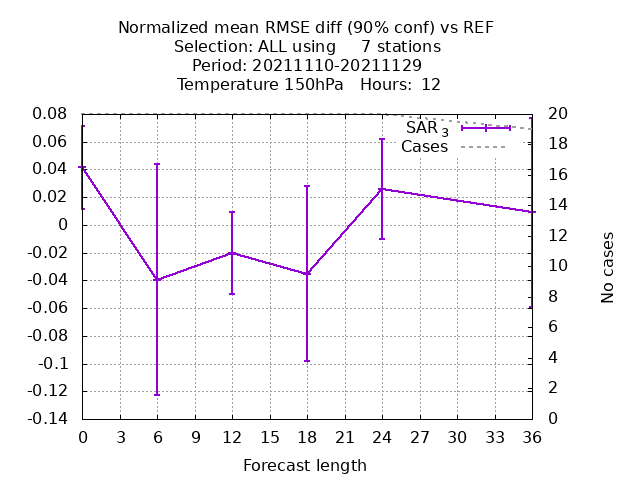 Normalized mean RMSE diff (90% conf) vs REF
Selection: ALL using 7 stations
Period: 20211110-20211129
Temperature 150hPa Hours: 12
0.08
0.06
0.04
0.02
0
-0.02
-0.04
-0.06
-0.08
-0.1
-0.12
-0.14
SAR 3
Cases
20
18
16
14
12
10
8
6
4
2
0
No cases
0 3 6 9 12 15 18 21 24 27 30 33 36
Forecast length